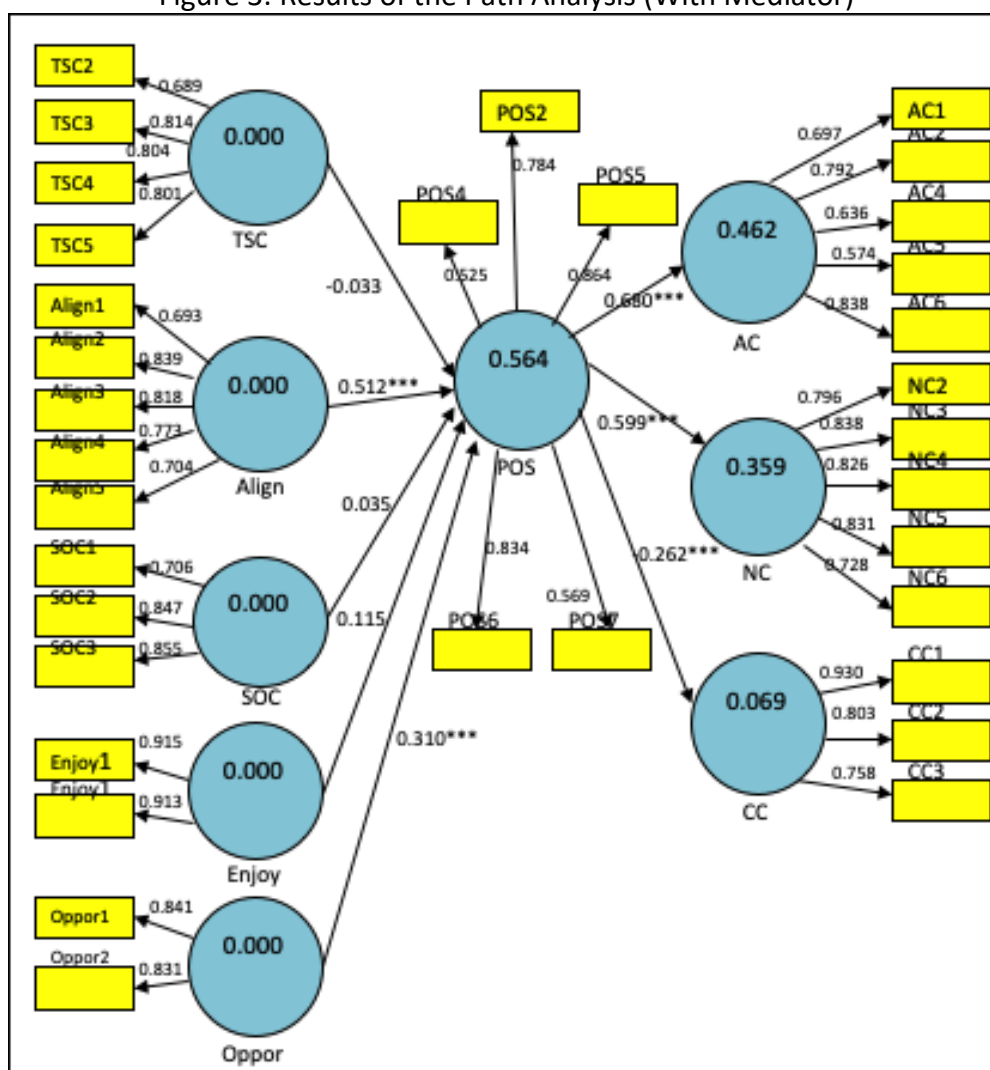 Figure 3: Results of the Path Analysis (With Mediator)
TSC2
0.689
TSC3
0.814
0.804
TSC4
0.801
TSC5
0.000
TSC
-0.033
Align1
0.693
Align2
0.839
Align3
0.818
Align4
0.773
0.704
Align5
0.000
Align
0.512***
SOC1
0.706
SOC2
0.847
SOC3
0.855
0.000
SOC
0.035
Enjoy1
0.915
Enjoy1
0.913
0.000
Enjoy
0.115
Oppor1
0.841
Oppor2
0.831
0.000
Oppor
0.310***
POS2
0.784
POS4
0.525
POS5
0.864
0.564
POS
0.834
POS6
0.569
POS7
0.680***
0.599***
0.262***
0.462
AC
0.697
AC1
AC2
0.792
AC4
0.636
0.574
0.838
AC6
0.359
NC
0.796
NC2
NC3
0.838
0.826
NC4
0.831
NC5
0.728
NC6
0.069
CC
0.930
CC1
0.803
CC2
0.758
CC3